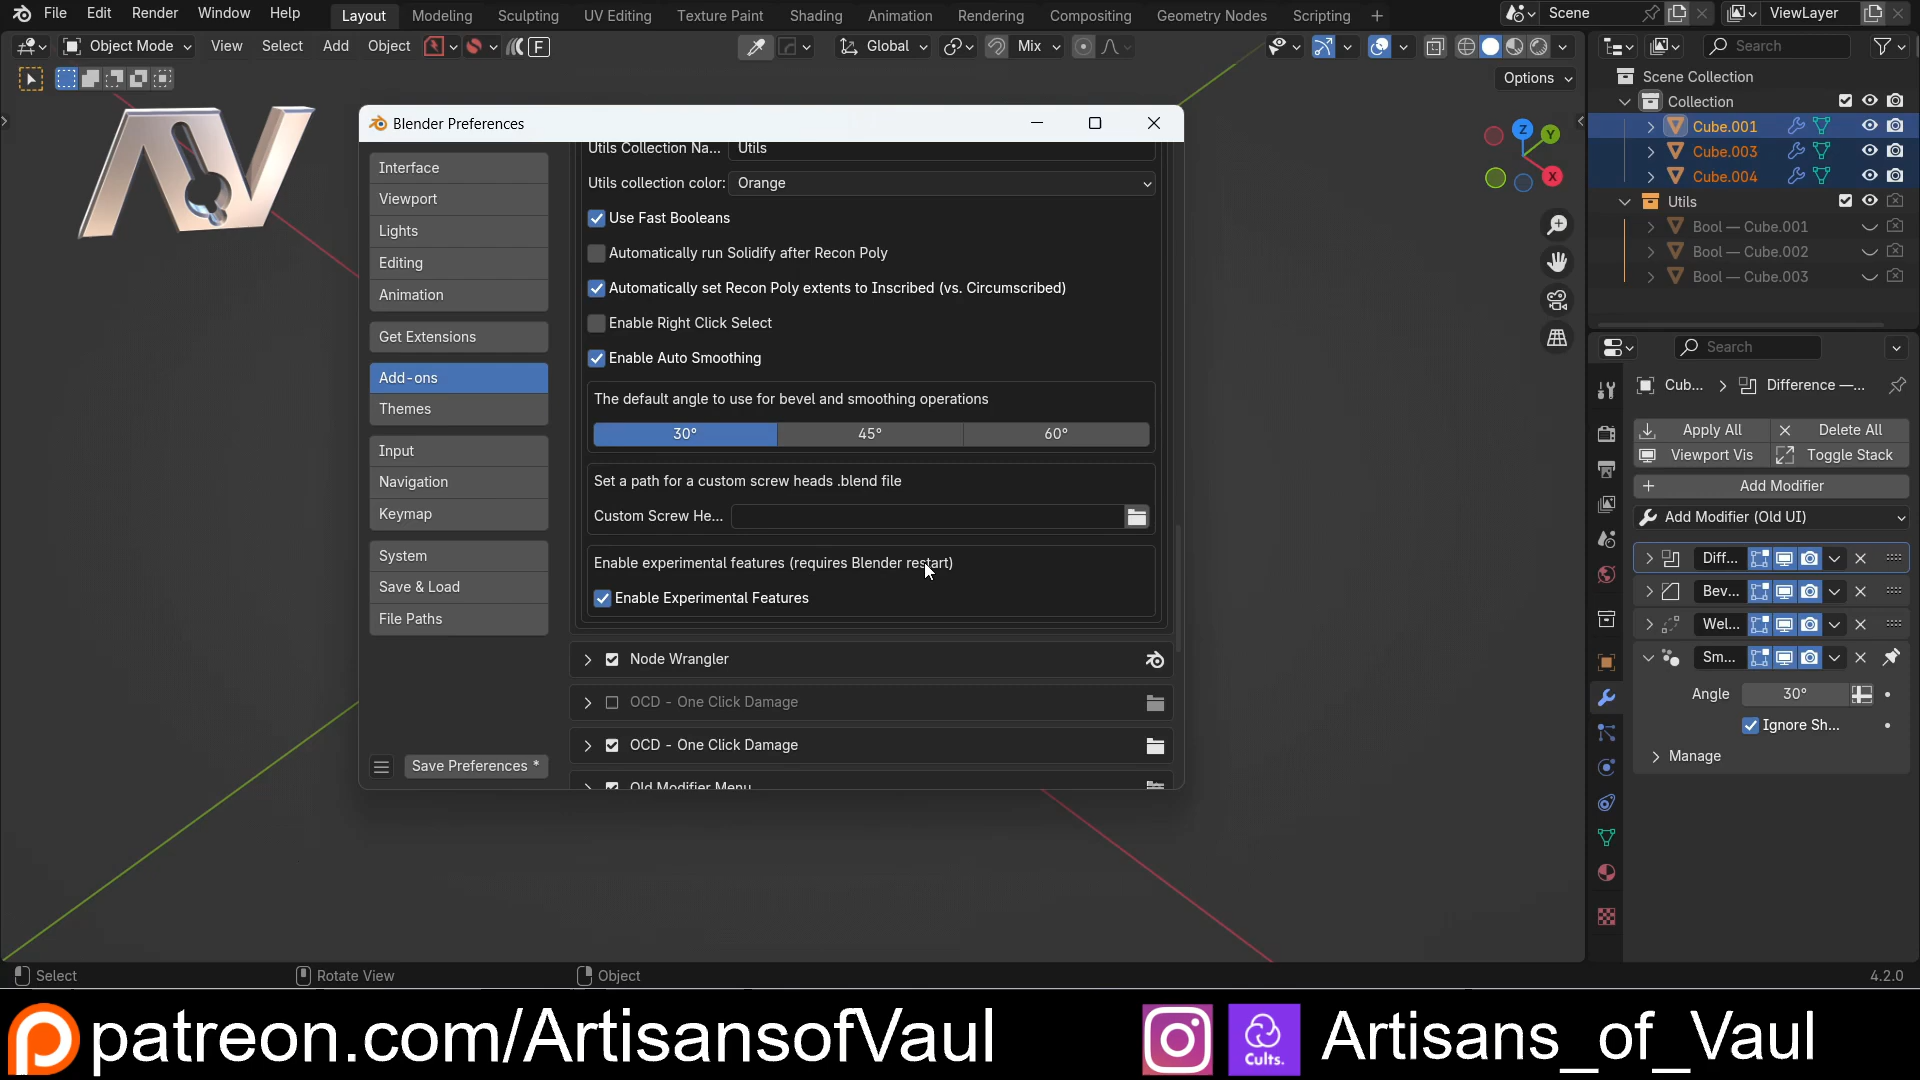 File Edit Render Window Help Layout Modeling Sculpting UV Editing Texture Paint Shading Animation Rendering Compositing Geometry Nodes Scripting + Scene ViewLayer
Object Mode View Select Add Object F Global Mix Search
Options
Scene Collection
Collection
Cube.001
Cube.003
Cube.004
Utils
Bool — Cube.001
Bool — Cube.002
Bool — Cube.003
Z Y X
AV
Blender Preferences
Interface
Viewport
Lights
Editing
Animation
Get Extensions
Add-ons
Themes
Input
Navigation
Keymap
System
Save & Load
File Paths
Save Preferences *
Utils Collection Na... Utils
Utils collection color: Orange
Use Fast Booleans
Automatically run Solidify after Recon Poly
Automatically set Recon Poly extents to Inscribed (vs. Circumscribed)
Enable Right Click Select
Enable Auto Smoothing
The default angle to use for bevel and smoothing operations
30° 45° 60°
Set a path for a custom screw heads .blend file
Custom Screw He...
Enable experimental features (requires Blender restart)
Enable Experimental Features
Node Wrangler
OCD - One Click Damage
OCD - One Click Damage
Old Modifier Menu
Search
Cub... Difference —...
Apply All Delete All
Viewport Vis Toggle Stack
Add Modifier
Add Modifier (Old UI)
Diff...
Bev...
Wel...
Sm...
Angle 30°
Ignore Sh...
Manage
Select Rotate View Object 4.2.0
patreon.com/ArtisansofVaul Cults. Artisans_of_Vaul